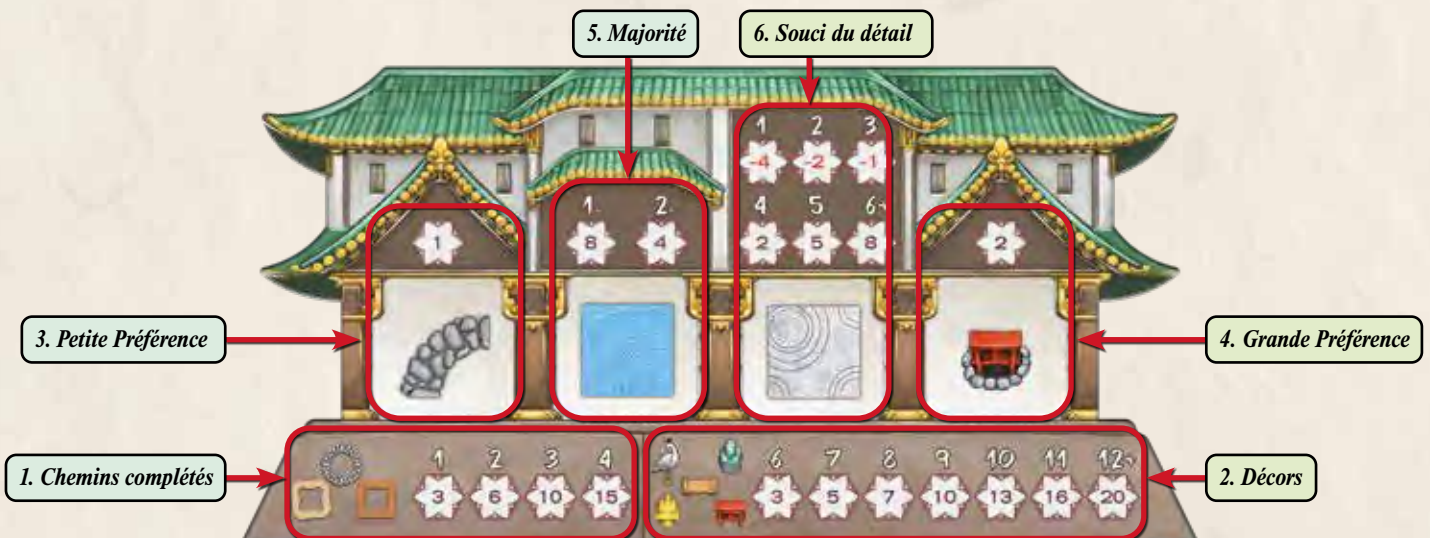 5. Majorité
6. Souci du détail
1 2 3
-4 -2 -1
1 2
4 5 6+
1
8 4
2 5 8
2
3. Petite Préférence
4. Grande Préférence
1. Chemins complétés
1 2 3 4
3 6 10 15
6 7 8 9 10 11 12+
3 5 7 10 13 16 20
2. Décors